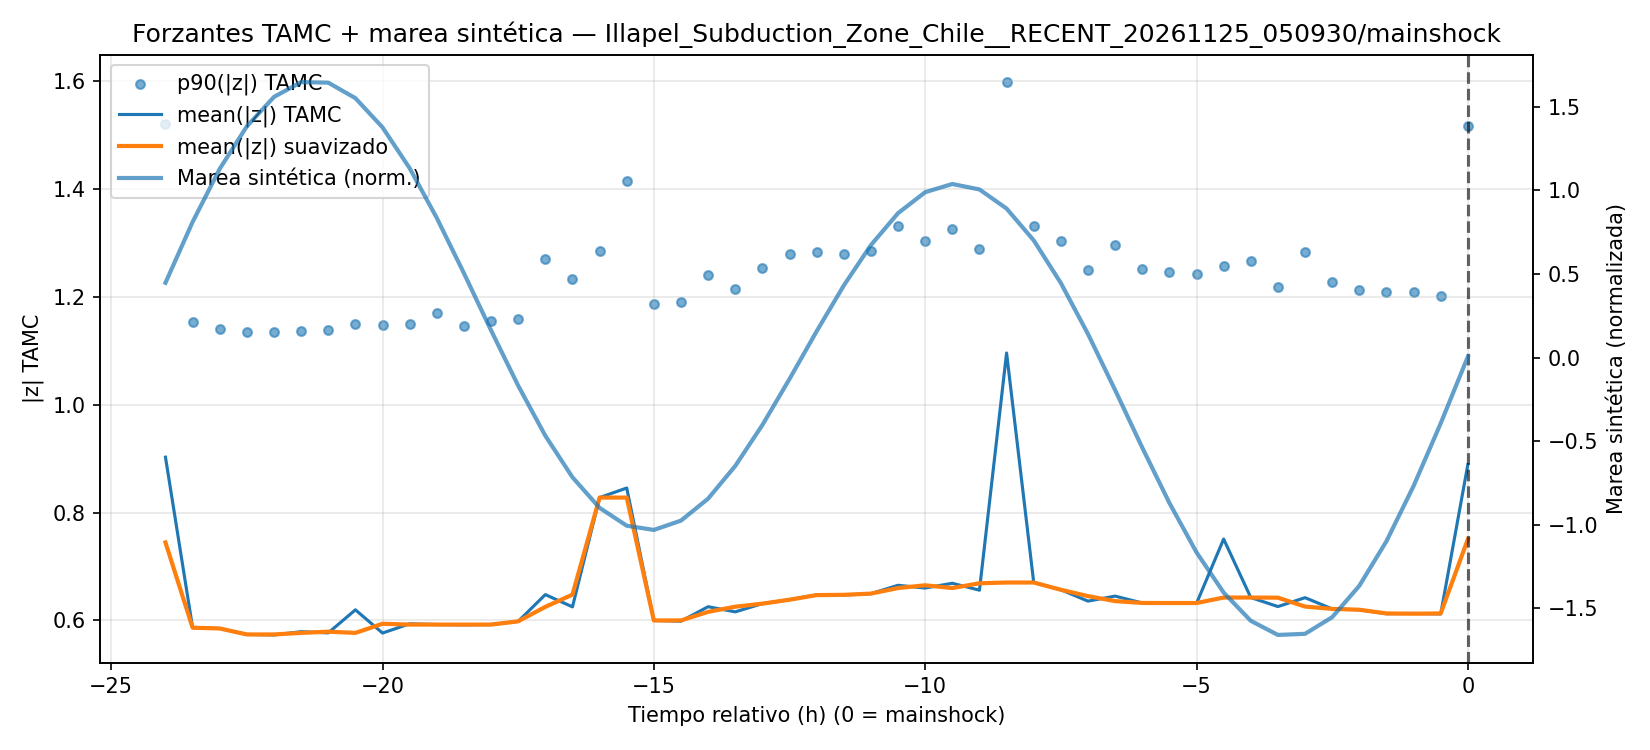 Forzantes TAMC + marea sintética — Illapel_Subduction_Zone_Chile__RECENT_20261125_050930/mainshock
p90(|z|) TAMC
mean(|z|) TAMC
mean(|z|) suavizado
Marea sintética (norm.)
|z| TAMC
1.6
1.4
1.2
1.0
0.8
0.6
1.5
1.0
0.5
0.0
−0.5
−1.0
−1.5
Marea sintética (normalizada)
−25
−20
−15
−10
−5
0
Tiempo relativo (h) (0 = mainshock)